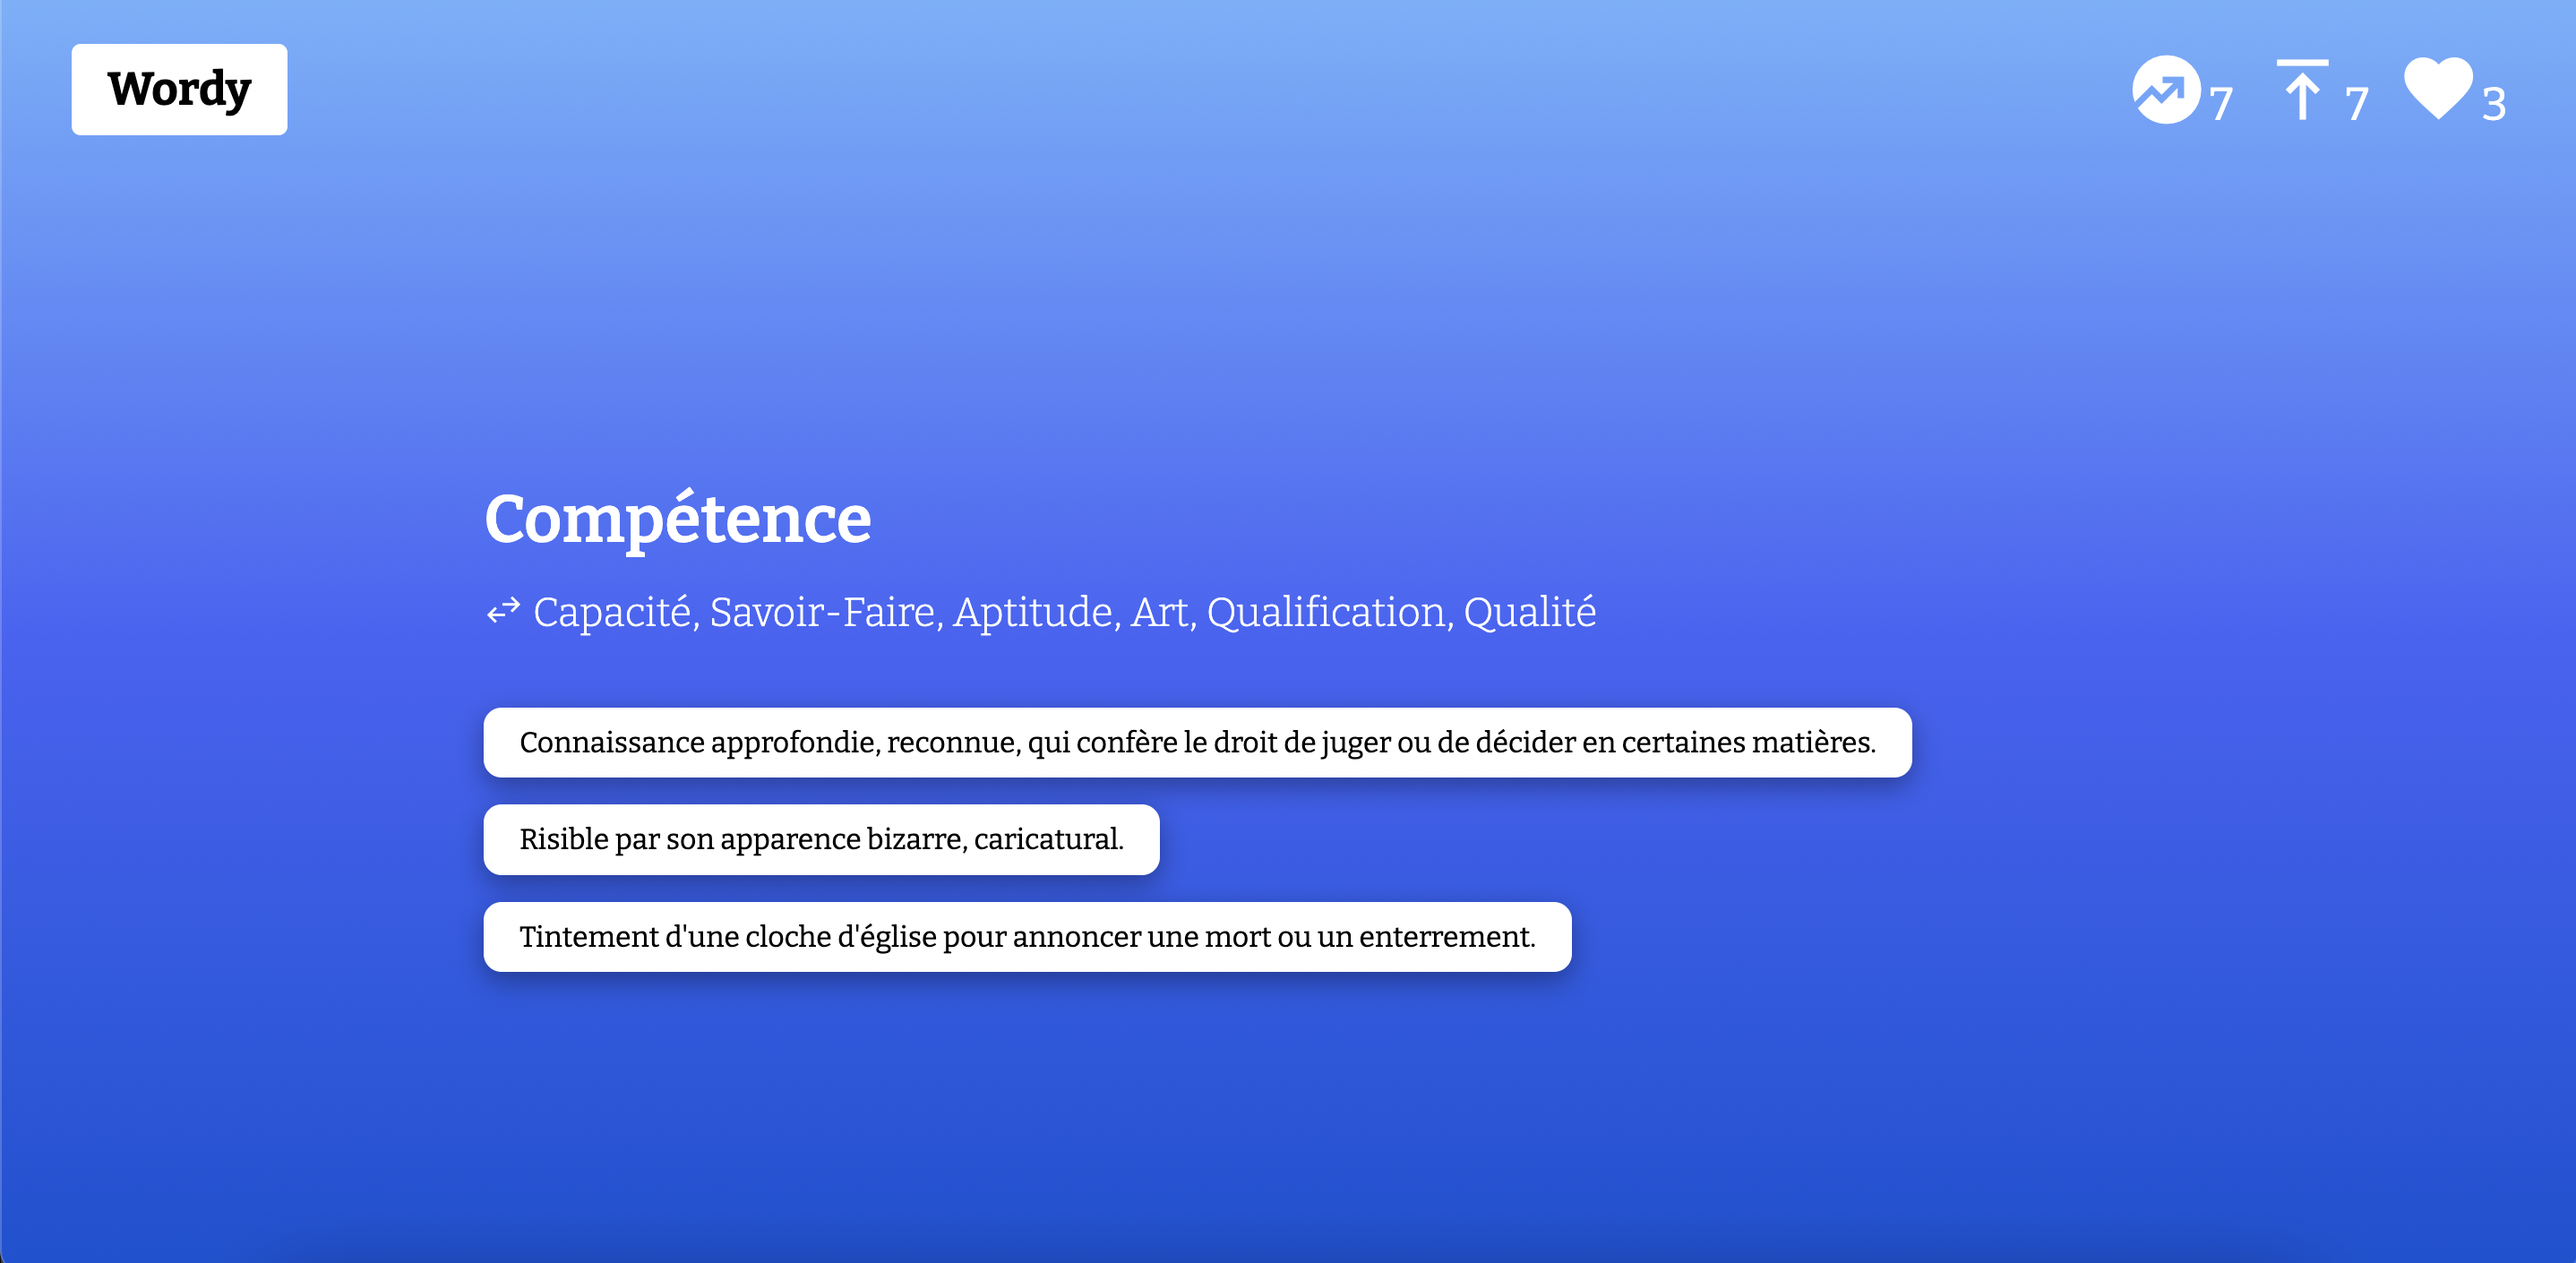 Wordy
7 7 3
Compétence
Capacité, Savoir-Faire, Aptitude, Art, Qualification, Qualité
Connaissance approfondie, reconnue, qui confère le droit de juger ou de décider en certaines matières.
Risible par son apparence bizarre, caricatural.
Tintement d'une cloche d'église pour annoncer une mort ou un enterrement.